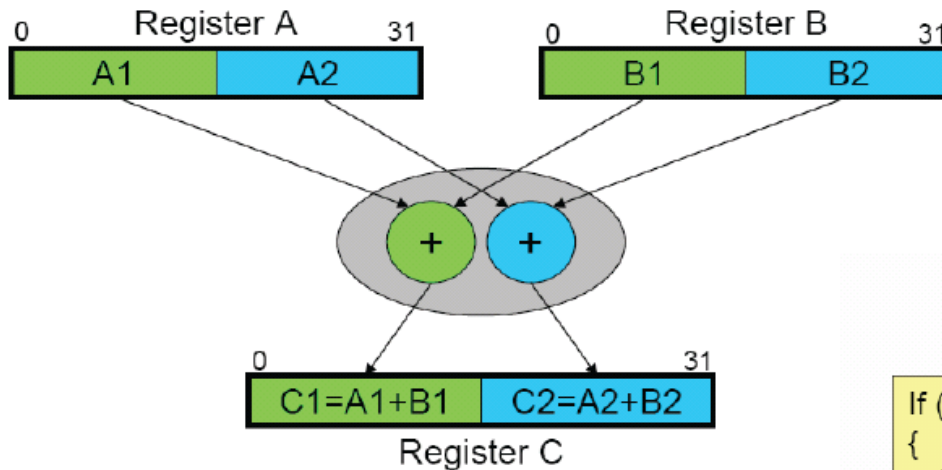 Register A
Register B
0 31
0 31
A1 A2
B1 B2
+ +
0 31
C1=A1+B1 C2=A2+B2
Register C
If (
{